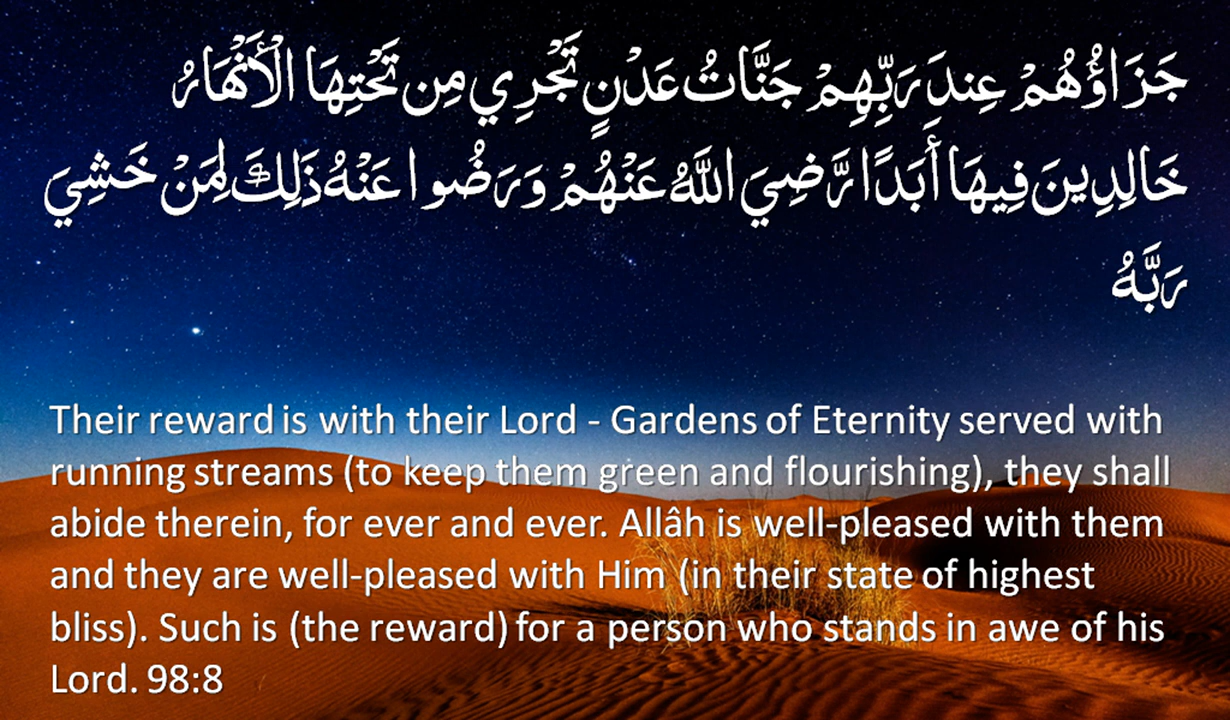 جَزَاؤُهُمْ عِندَ رَبِّهِمْ جَنَّاتُ عَدْنٍ تَجْرِي مِن تَحْتِهَا الْأَنْهَارُ
خَالِدِينَ فِيهَا أَبَدًا رَّضِيَ اللَّهُ عَنْهُمْ وَرَضُوا عَنْهُ ذَلِكَ لِمَنْ خَشِيَ
رَبَّهُ
Their reward is with their Lord - Gardens of Eternity served with
running streams (to keep them green and flourishing), they shall
abide therein, for ever and ever. Allâh is well-pleased with them
and they are well-pleased with Him (in their state of highest
bliss). Such is (the reward) for a person who stands in awe of his
Lord. 98:8